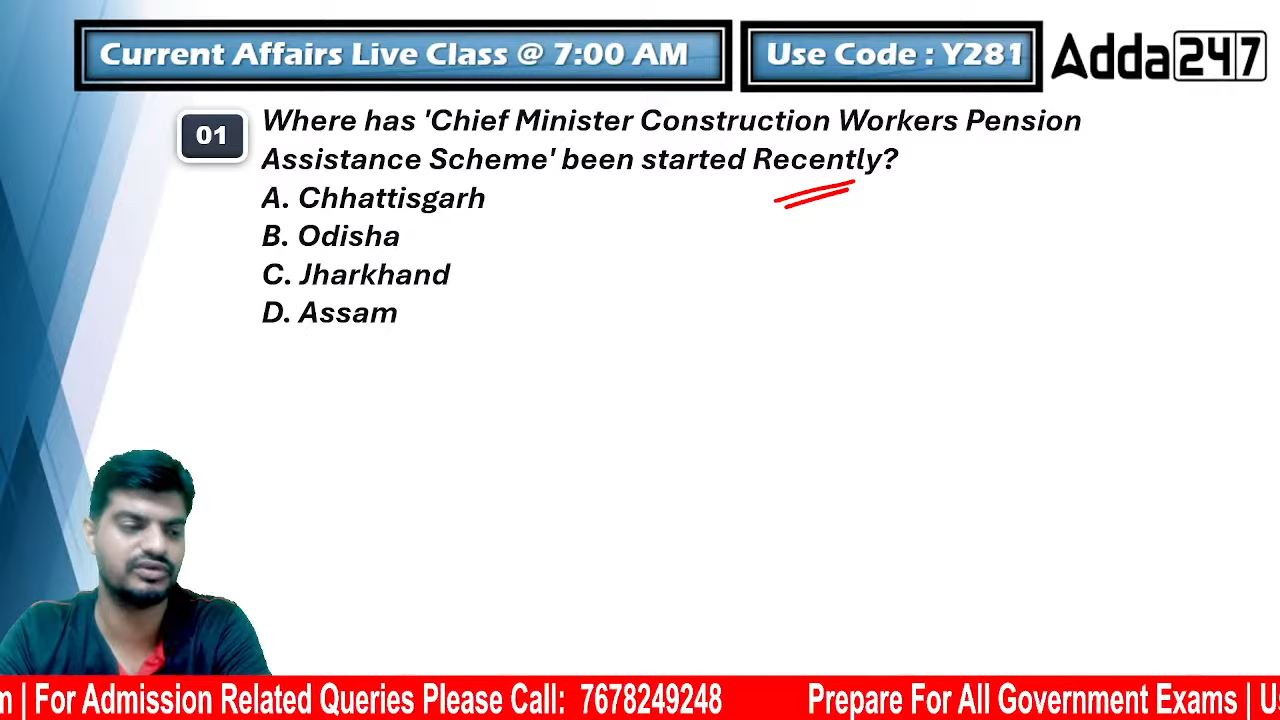 Current Affairs Live Class @ 7:00 AM
Use Code : Y281
Adda247
01
Where has 'Chief Minister Construction Workers Pension
Assistance Scheme' been started Recently?
A. Chhattisgarh
B. Odisha
C. Jharkhand
D. Assam
m | For Admission Related Queries Please Call: 7678249248 Prepare For All Government Exams | Us